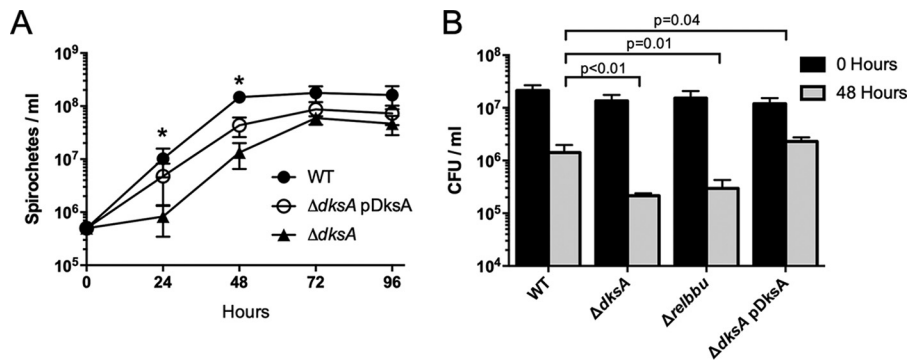 A
Spirochetes / ml
10⁹
10⁸
10⁷
10⁶
10⁵
*
*
WT
ΔdksA pDksA
ΔdksA
0
24
48
72
96
Hours
B
p=0.04
p=0.01
p<0.01
0 Hours
48 Hours
CFU / ml
10⁸
10⁷
10⁶
10⁵
10⁴
WT
ΔdksA
Δrelbbu
ΔdksA pDksA